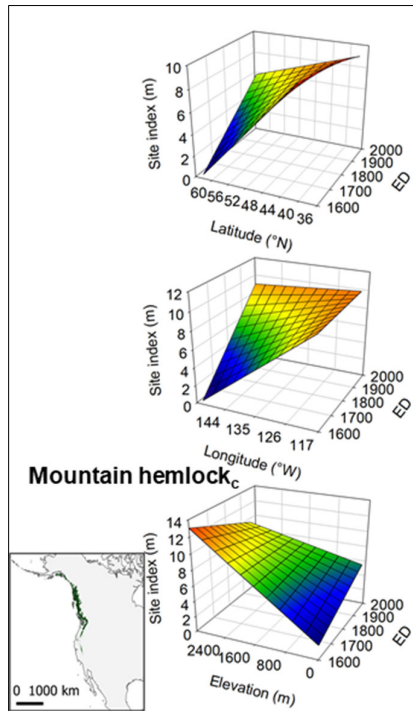 10
8
6
4
2
0
Site index (m)
60 56 52 48 44 40 36
Latitude (°N)
2000
1900
1800
1700
1600
ED
12
10
8
6
4
2
0
Site index (m)
144 135 126 117
Longitude (°W)
2000
1900
1800
1700
1600
ED
Mountain hemlock_c
14
12
10
8
6
4
2
0
Site index (m)
2400 1600 800 0
Elevation (m)
2000
1900
1800
1700
1600
ED
0 1000 km